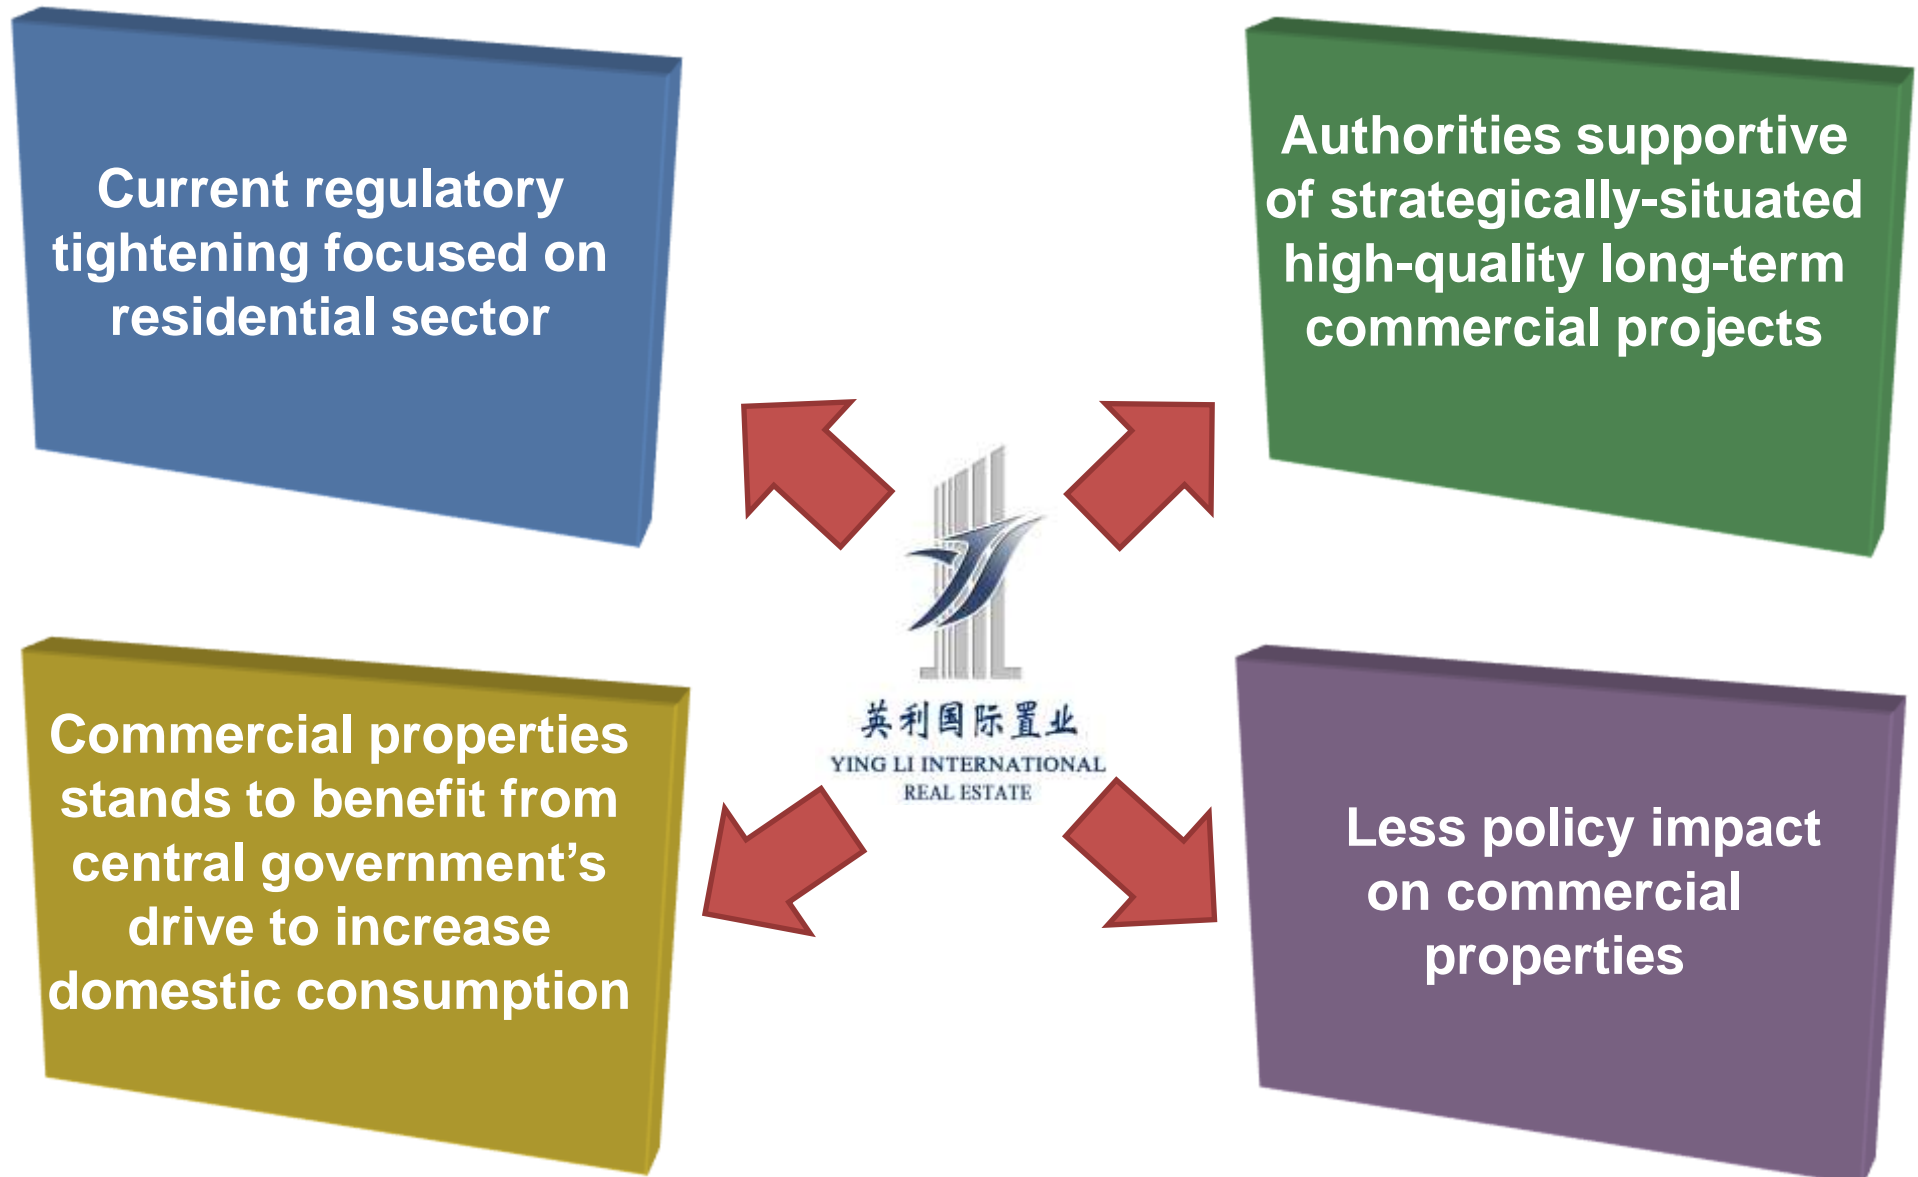 Current regulatory
tightening focused on
residential sector
Authorities supportive
of strategically-situated
high-quality long-term
commercial projects
英利国际置业
YING LI INTERNATIONAL
REAL ESTATE
Commercial properties
stands to benefit from
central government’s
drive to increase
domestic consumption
Less policy impact
on commercial
properties